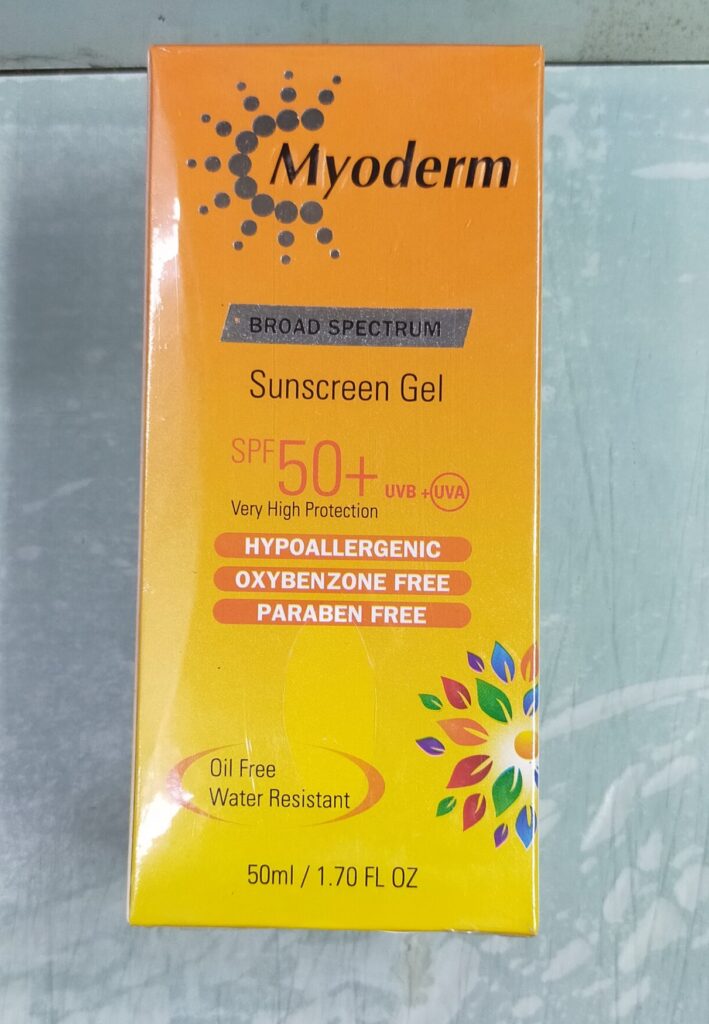 Myoderm
BROAD SPECTRUM
Sunscreen Gel
SPF 50+ UVB + UVA
Very High Protection
HYPOALLERGENIC
OXYBENZONE FREE
PARABEN FREE
Oil Free
Water Resistant
50ml / 1.70 FL OZ